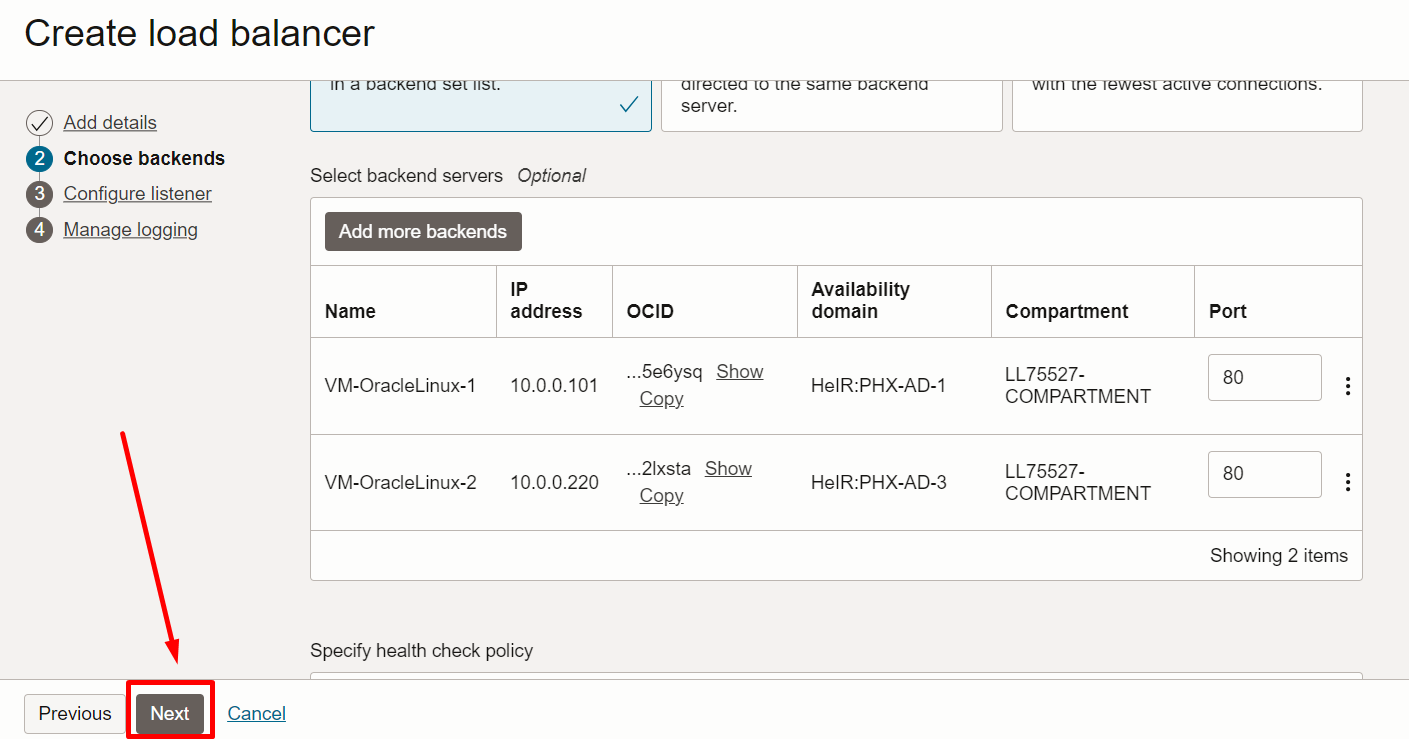 Create load balancer
in a backend set list.
directed to the same backend
server.
with the fewest active connections.
Add details
2 Choose backends
3 Configure listener
4 Manage logging
Select backend servers Optional
Add more backends
Name
IP
address
OCID
Availability
domain
Compartment
Port
VM-OracleLinux-1
10.0.0.101
...5e6ysq Show
Copy
HeIR:PHX-AD-1
LL75527-
COMPARTMENT
80
VM-OracleLinux-2
10.0.0.220
...2lxsta Show
Copy
HeIR:PHX-AD-3
LL75527-
COMPARTMENT
80
Showing 2 items
Specify health check policy
Previous
Next
Cancel